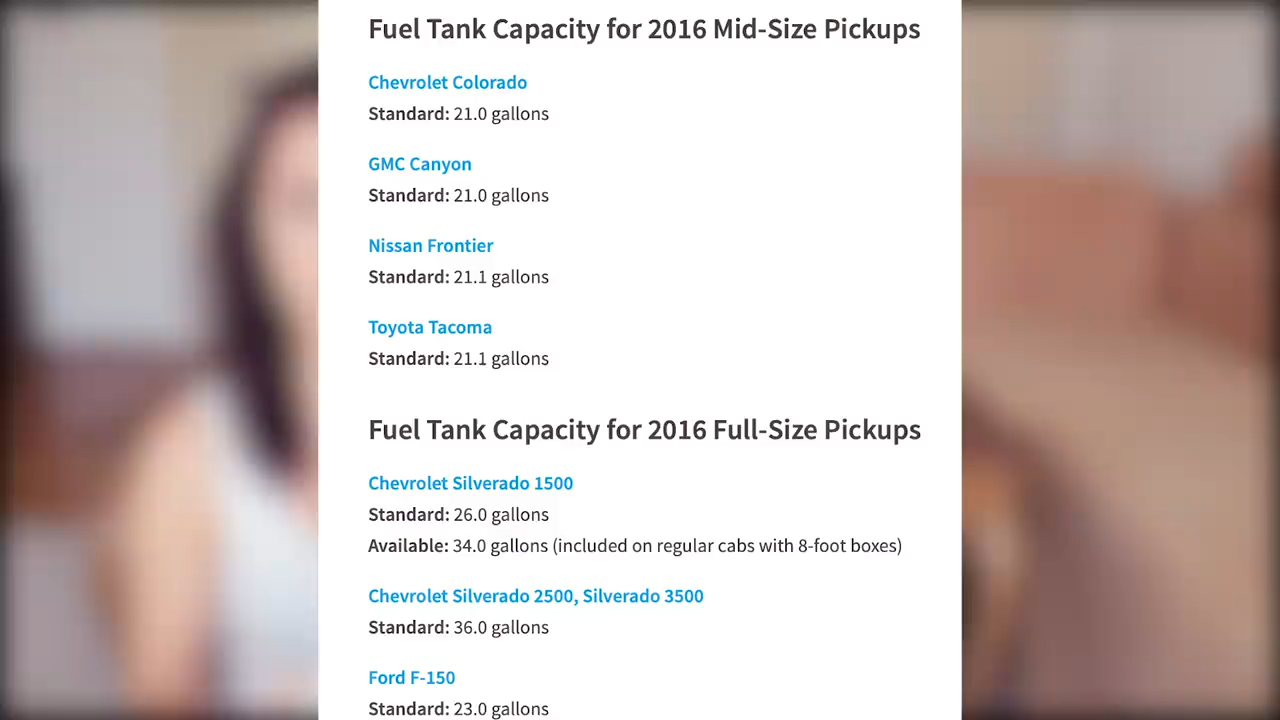 Fuel Tank Capacity for 2016 Mid-Size Pickups
Chevrolet Colorado
Standard: 21.0 gallons
GMC Canyon
Standard: 21.0 gallons
Nissan Frontier
Standard: 21.1 gallons
Toyota Tacoma
Standard: 21.1 gallons
Fuel Tank Capacity for 2016 Full-Size Pickups
Chevrolet Silverado 1500
Standard: 26.0 gallons
Available: 34.0 gallons (included on regular cabs with 8-foot boxes)
Chevrolet Silverado 2500, Silverado 3500
Standard: 36.0 gallons
Ford F-150
Standard: 23.0 gallons